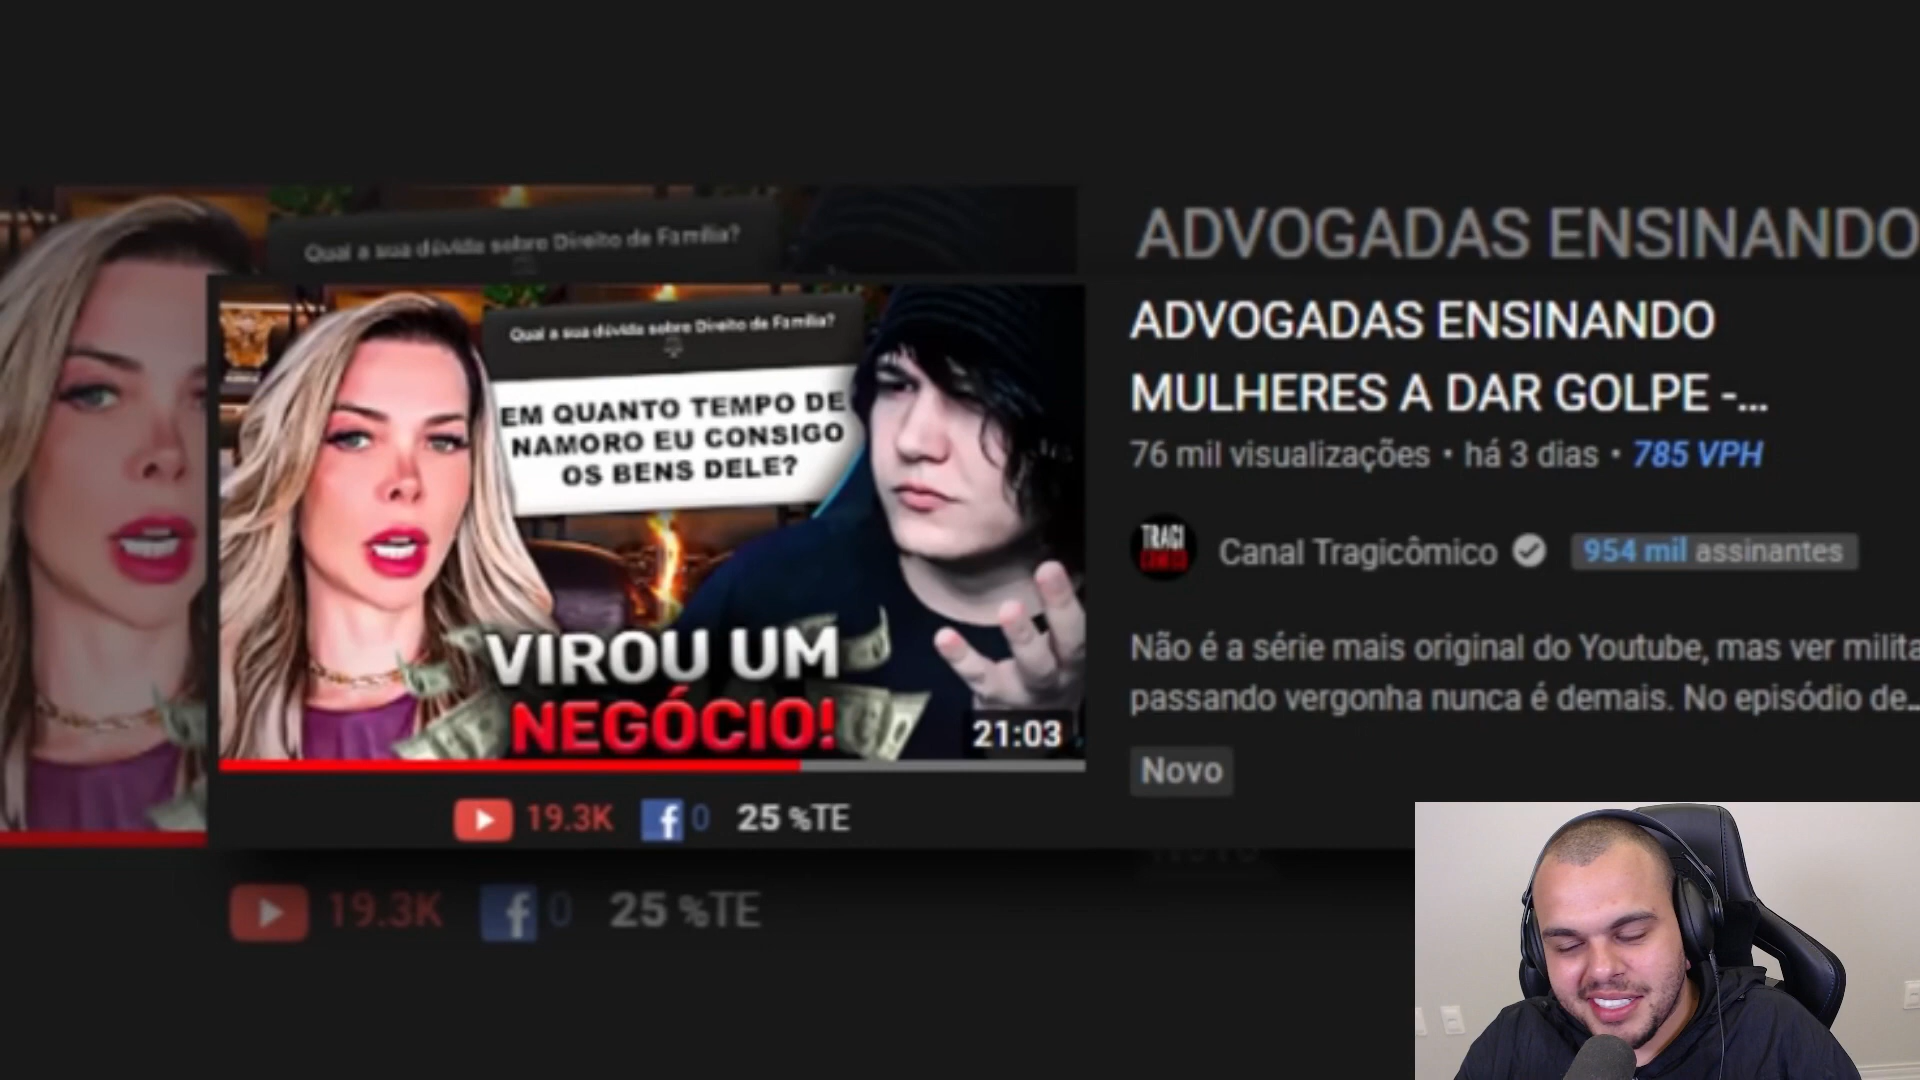 ADVOGADAS ENSINANDO
Qual a sua dúvida sobre Direito de Família?
Qual a sua dúvida sobre Direito de Família?
EM QUANTO TEMPO DE
NAMORO EU CONSIGO
OS BENS DELE?
VIROU UM
NEGÓCIO!
21:03
ADVOGADAS ENSINANDO
MULHERES A DAR GOLPE -...
76 mil visualizações • há 3 dias • 785 VPH
TRAGI
CÔMICO
Canal Tragicômico
954 mil assinantes
Não é a série mais original do Youtube, mas ver milita
passando vergonha nunca é demais. No episódio de...
Novo
19.3K
f 0
25 %TE
Novo
19.3K
f 0
25 %TE